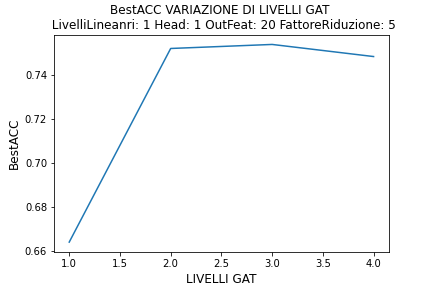 BestACC VARIAZIONE DI LIVELLI GAT
LivelliLineanri: 1 Head: 1 OutFeat: 20 FattoreRiduzione: 5
0.74
0.72
0.70
0.68
0.66
BestACC
1.0 1.5 2.0 2.5 3.0 3.5 4.0
LIVELLI GAT